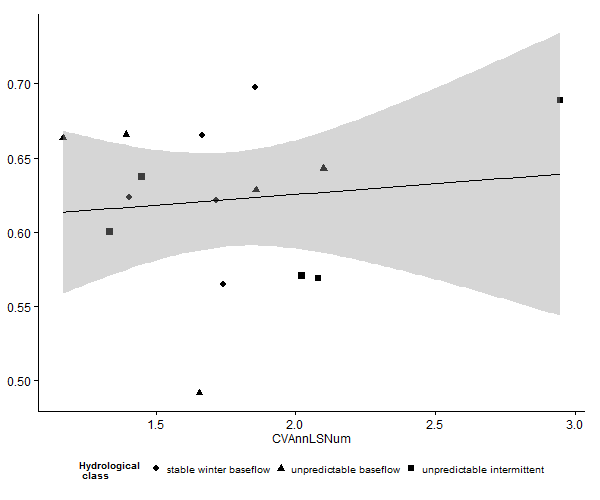 0.70
0.65
0.60
0.55
0.50
1.5 2.0 2.5 3.0
CVAnnLSNum
Hydrological
class
stable winter baseflow unpredictable baseflow unpredictable intermittent